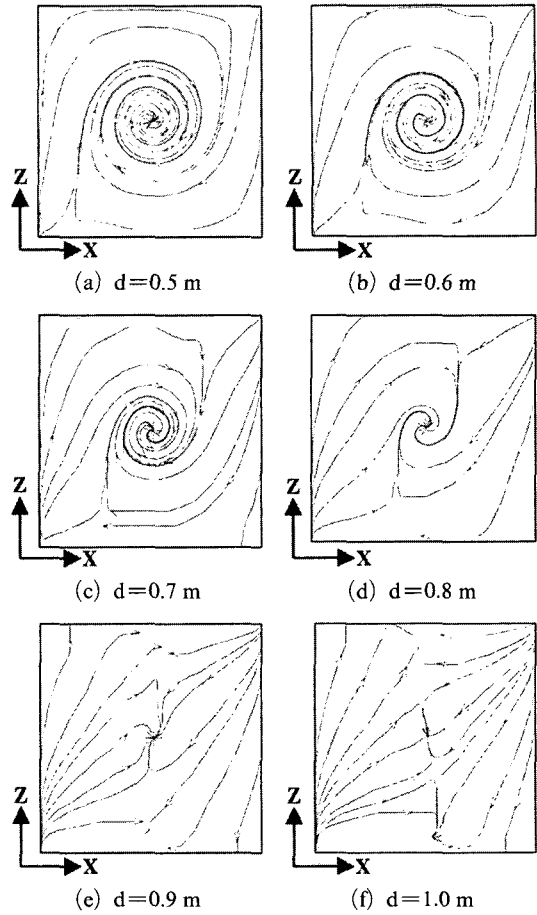 Z Z
X X
(a) d=0.5 m (b) d=0.6 m
Z Z
X X
(c) d=0.7 m (d) d=0.8 m
Z Z
X X
(e) d=0.9 m (f) d=1.0 m